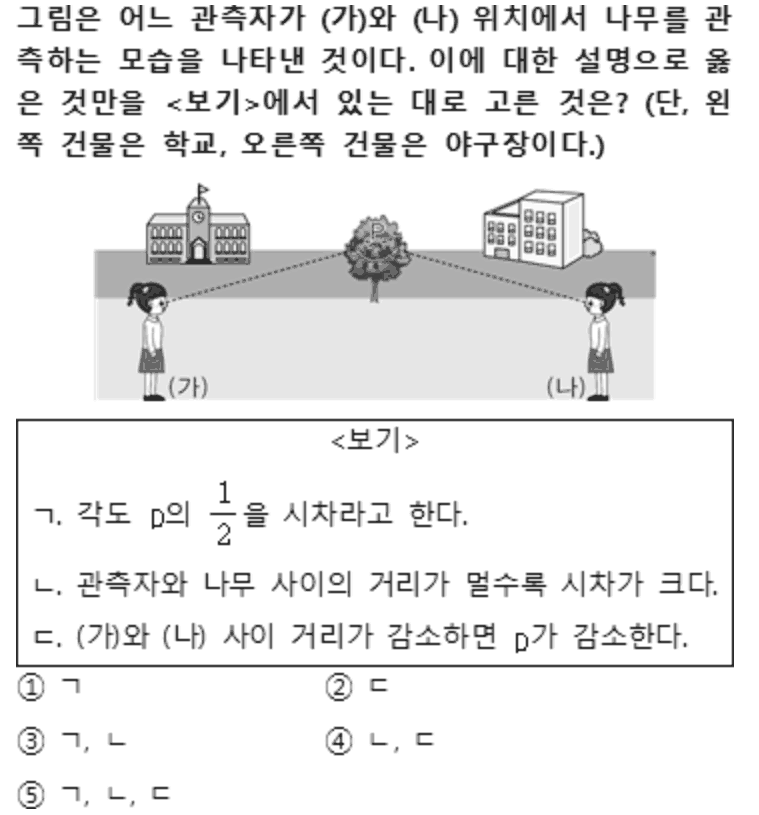 그림은 어느 관측자가 (가)와 (나) 위치에서 나무를 관
측하는 모습을 나타낸 것이다. 이에 대한 설명으로 옳
은 것만을 <보기>에서 있는 대로 고른 것은? (단, 왼
쪽 건물은 학교, 오른쪽 건물은 야구장이다.)
P
(가) (나)
<보기>
ㄱ. 각도 p의 1/2을 시차라고 한다.
ㄴ. 관측자와 나무 사이의 거리가 멀수록 시차가 크다.
ㄷ. (가)와 (나) 사이 거리가 감소하면 p가 감소한다.
① ㄱ ② ㄷ
③ ㄱ, ㄴ ④ ㄴ, ㄷ
⑤ ㄱ, ㄴ, ㄷ